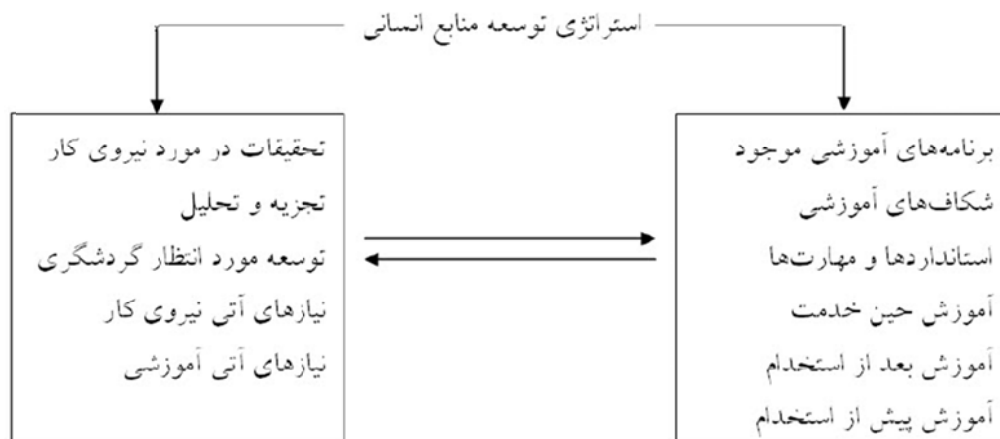 استراتژی توسعه منابع انسانی
برنامه‌های آموزشی موجود
شکاف‌های آموزشی
استانداردها و مهارت‌ها
آموزش حین خدمت
آموزش بعد از استخدام
آموزش پیش از استخدام
تحقیقات در مورد نیروی کار
تجزیه و تحلیل
توسعه مورد انتظار گردشگری
نیازهای آتی نیروی کار
نیازهای آتی آموزشی